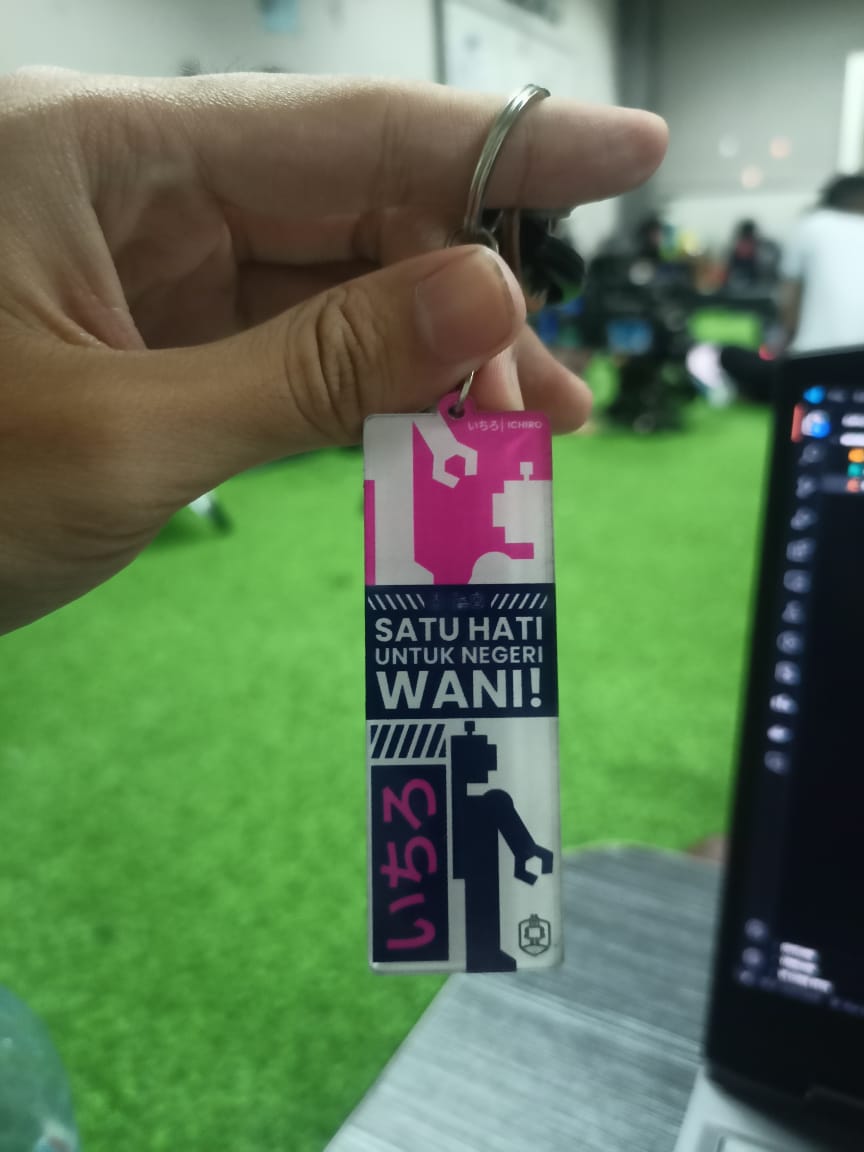 いちろ | ICHIRO
SATU HATI
UNTUK NEGERI
WANI!
いちろ